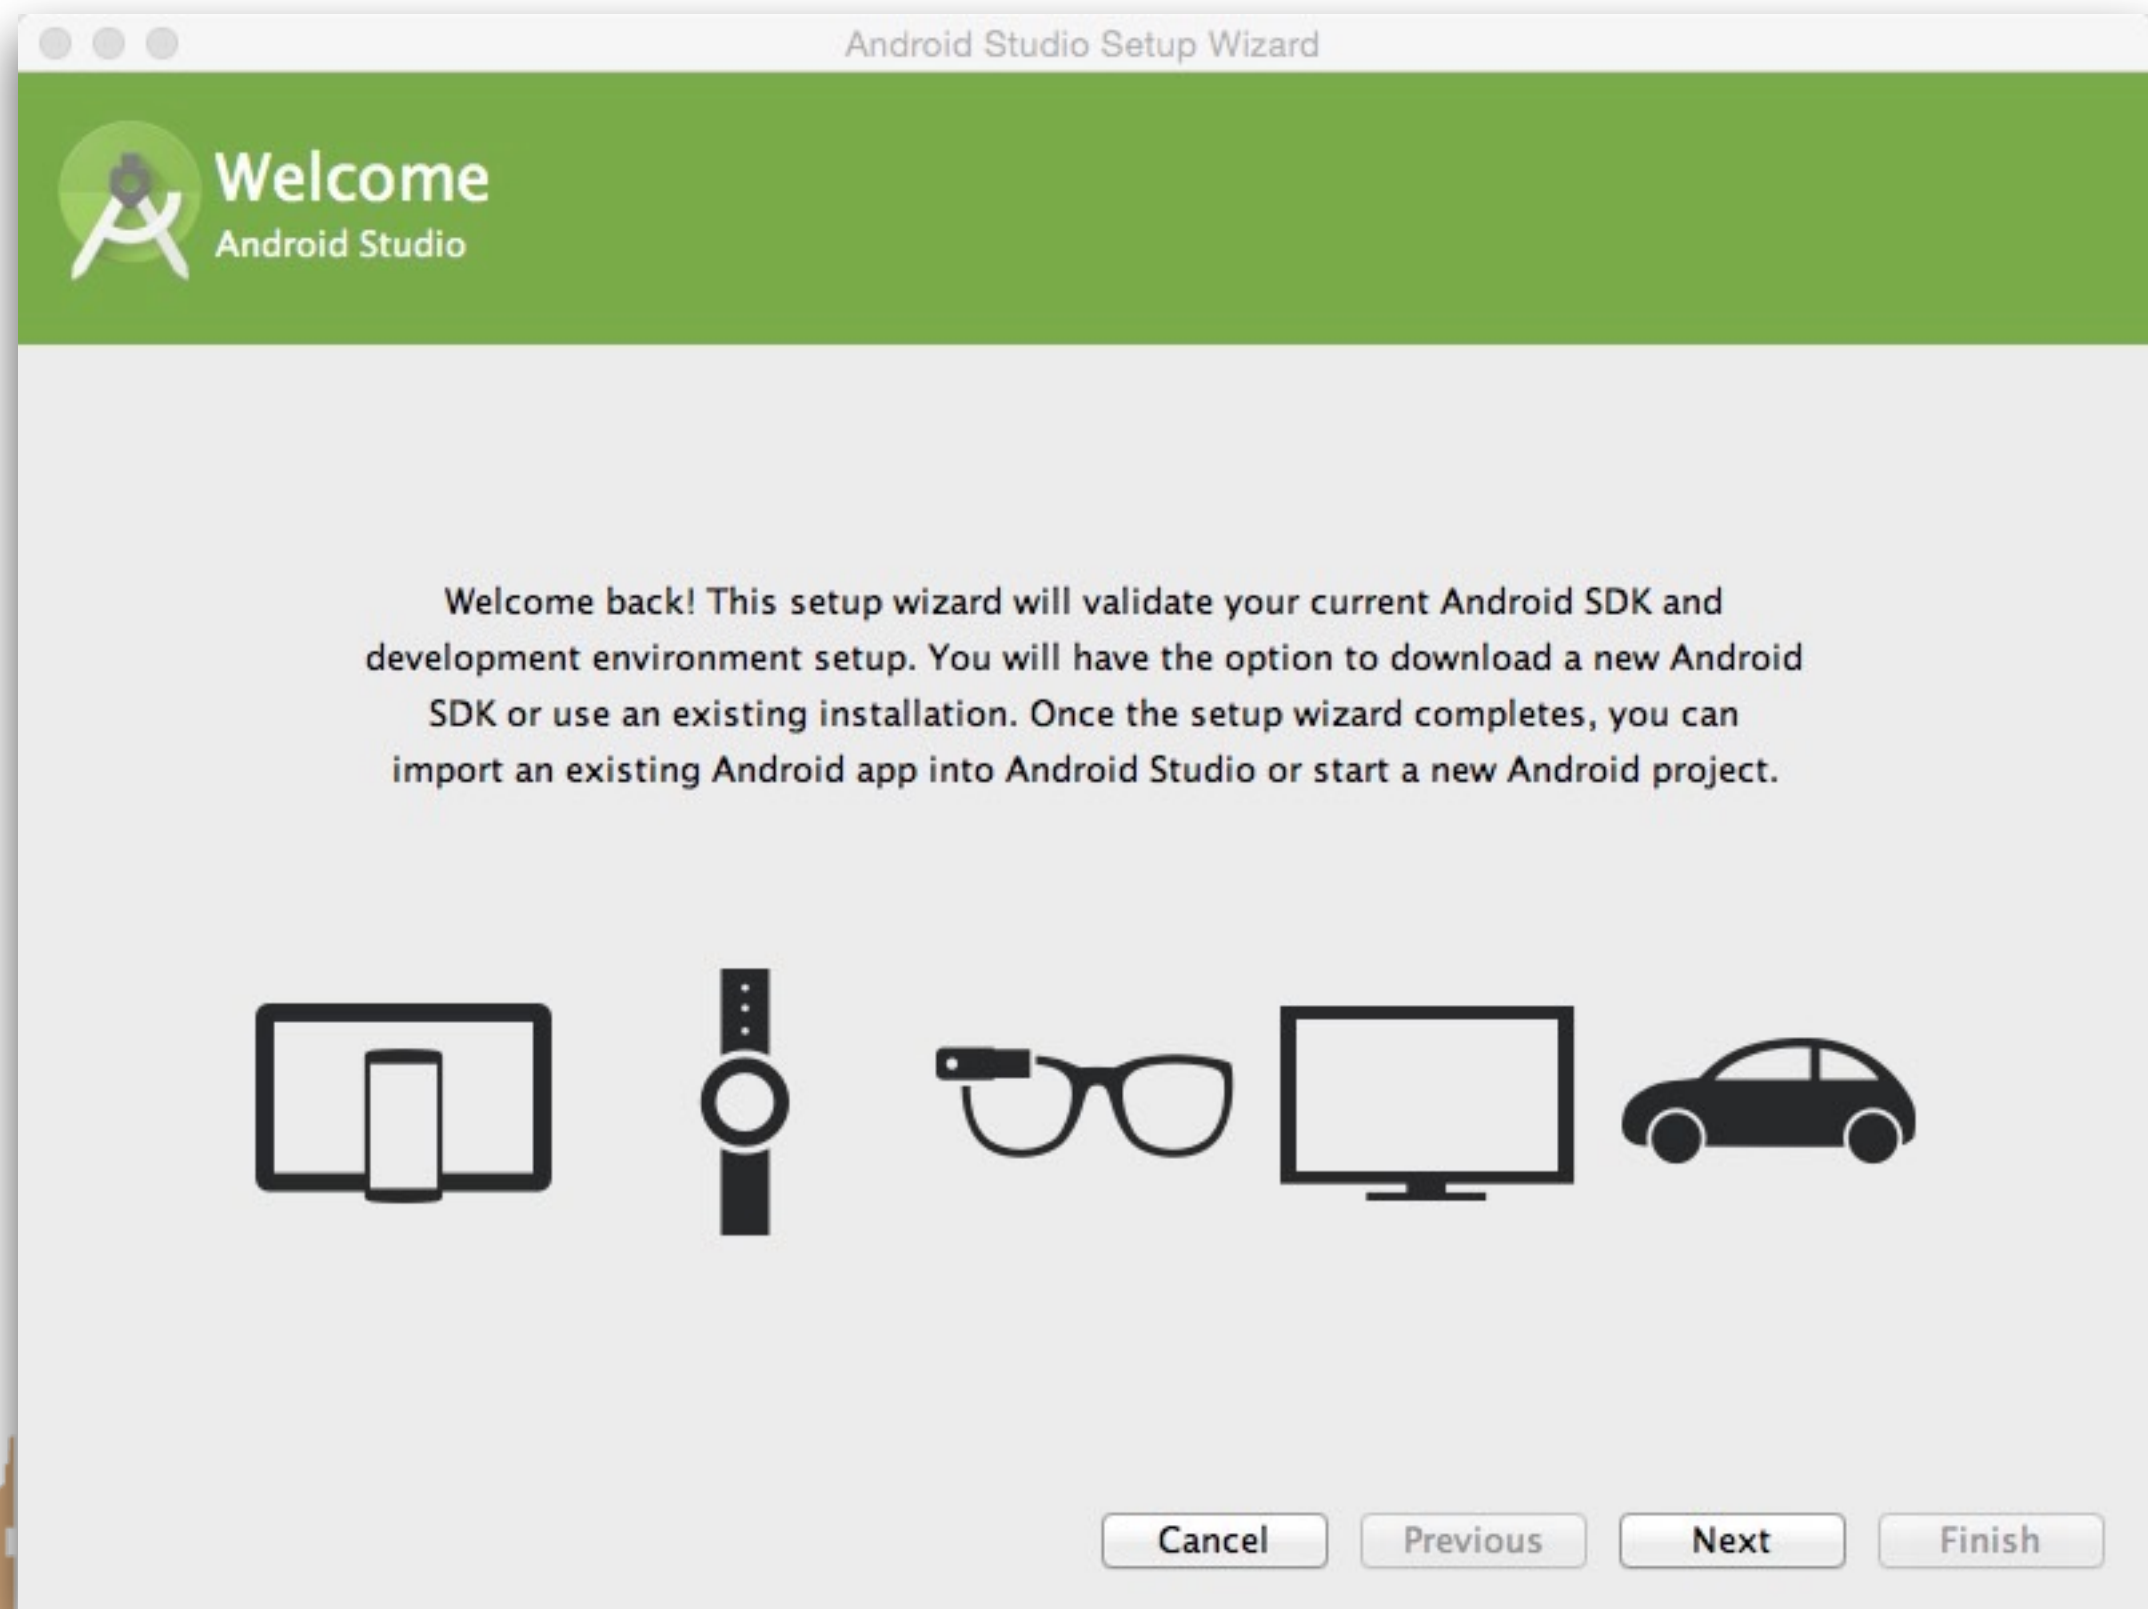 Android Studio Setup Wizard
Welcome
Android Studio
Welcome back! This setup wizard will validate your current Android SDK and
development environment setup. You will have the option to download a new Android
SDK or use an existing installation. Once the setup wizard completes, you can
import an existing Android app into Android Studio or start a new Android project.
Cancel
Previous
Next
Finish